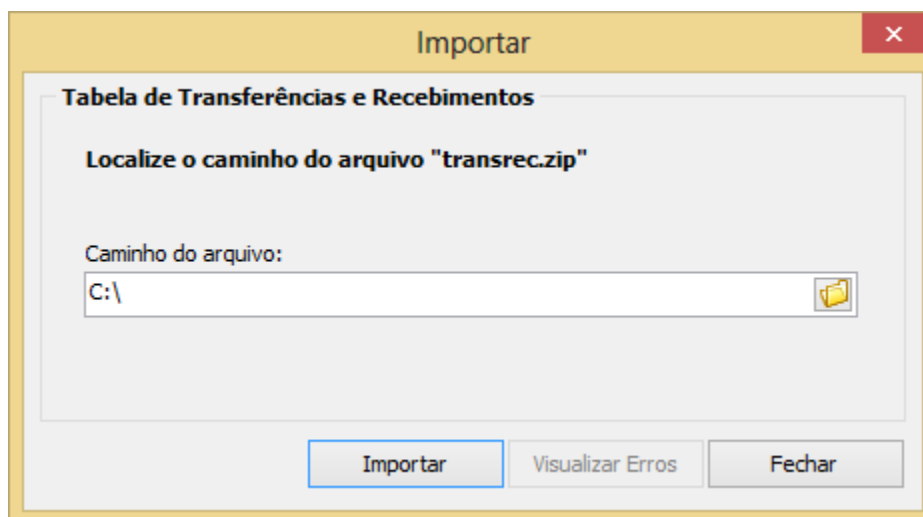 Importar
Tabela de Transferências e Recebimentos
Localize o caminho do arquivo "transrec.zip"
Caminho do arquivo:
C:\
Importar Visualizar Erros Fechar